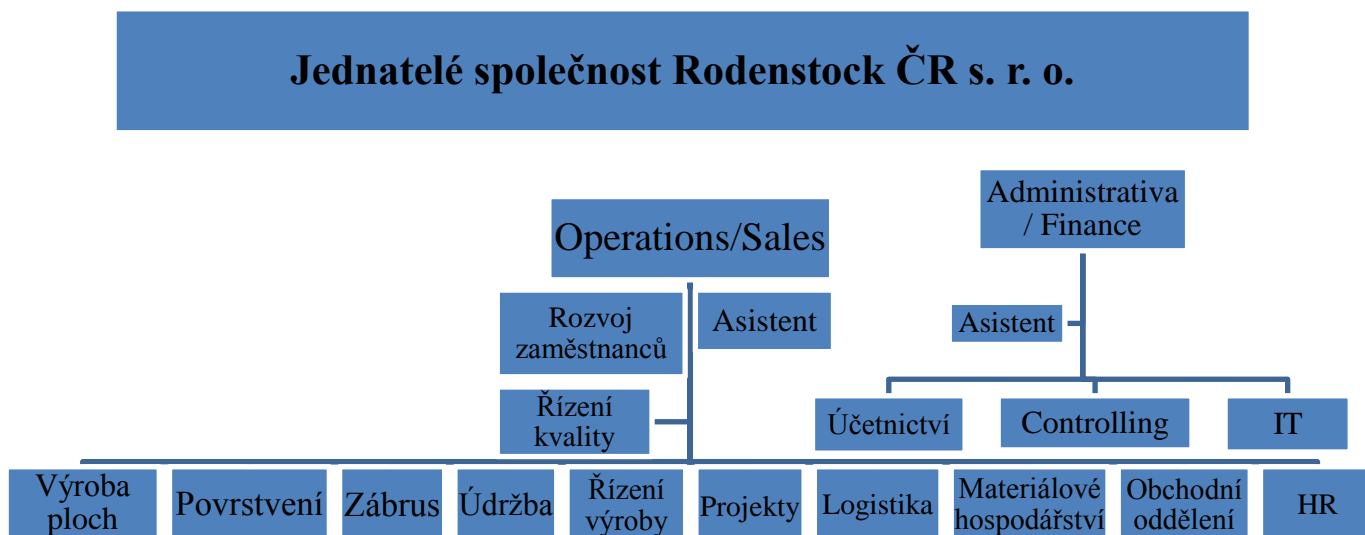 Jednatelé společnost Rodenstock ČR s. r. o.
Operations/Sales
Administrativa
/ Finance
Rozvoj
zaměstnanců
Asistent
Asistent
Řízení
kvality
Účetnictví
Controlling
IT
Výroba
ploch
Povrstvení
Zábrus
Údržba
Řízení
výroby
Projekty
Logistika
Materiálové
hospodářství
Obchodní
oddělení
HR